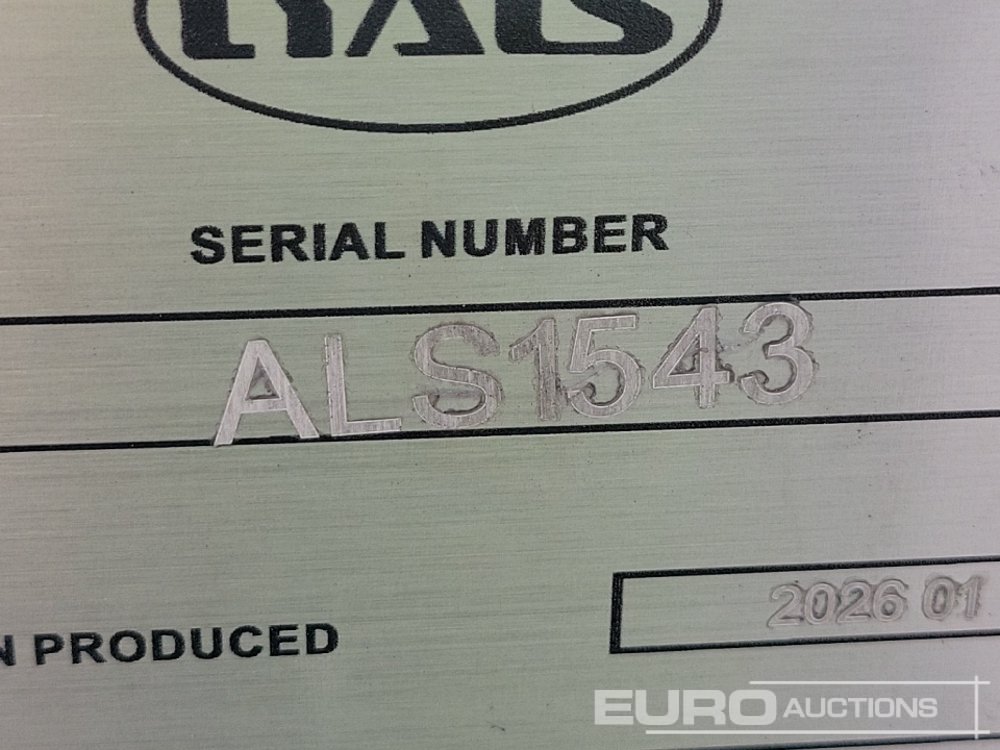 SERIAL NUMBER
ALS1543
N PRODUCED
2026 01
EURO AUCTIONS